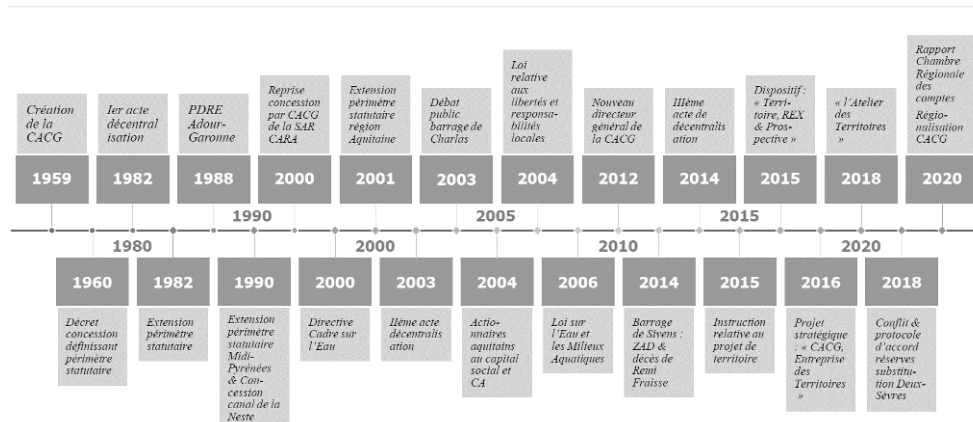 Création
de la
CACG
1959
Ier acte
décentral
isation
1982
PDRE
Adour-
Garonne
1988
Reprise
concession
par CACG
de la SAR
CARA
2000
Extension
périmètre
statutaire
région
Aquitaine
2001
Débat
public
barrage de
Charlas
2003
Loi
relative
aux
libertés et
responsa-
bilités
locales
2004
Nouveau
directeur
général de
la CACG
2012
IIIème
acte de
décentralis
ation
2014
Dispositif :
« Terri-
toire, REX
& Pros-
pective »
2015
« l'Atelier
des
Territoires
»
2018
Rapport
Chambre
Régionale
des
comptes
Régio-
nalisation
CACG
2020
1990
2005
2015
1980
2000
2010
2020
1960
Décret
concession
définissant
périmètre
statutaire
1982
Extension
périmètre
statutaire
1990
Extension
périmètre
statutaire
Midi-
Pyrénées
& Con-
cession
canal de la
Neste
2000
Directive
Cadre sur
l'Eau
2003
IIème acte
décentralis
ation
2004
Actio-
nnaires
aquitains
au capital
social et
CA
2006
Loi sur
l'Eau et
les Milieux
Aquatiques
2014
Barrage
de Sivens :
ZAD &
décès de
Remi
Fraisse
2015
Instruction
relative au
projet de
territoire
2016
Projet
stratégique
: « CACG,
Entreprise
des
Territoires
»
2018
Conflit &
protocole
d'accord
réserves
substitu-
tion Deux-
Sèvres